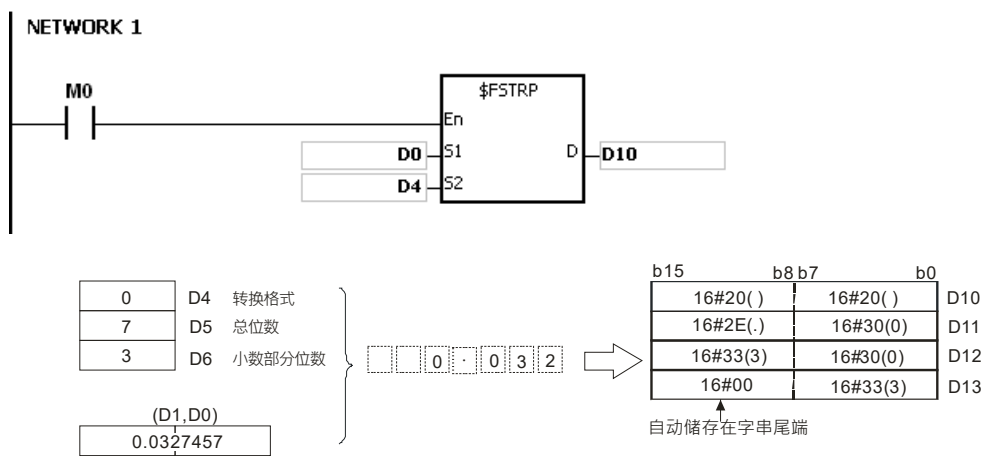 NETWORK 1
M0
$FSTRP
En
D0 S1 D D10
D4 S2
b15 b8 b7 b0
0 D4 转换格式
7 D5 总位数
3 D6 小数部分位数
0 . 0 3 2
16#20( ) 16#20( ) D10
16#2E(.) 16#30(0) D11
16#33(3) 16#30(0) D12
16#00 16#33(3) D13
自动储存在字串尾端
(D1,D0)
0.0327457